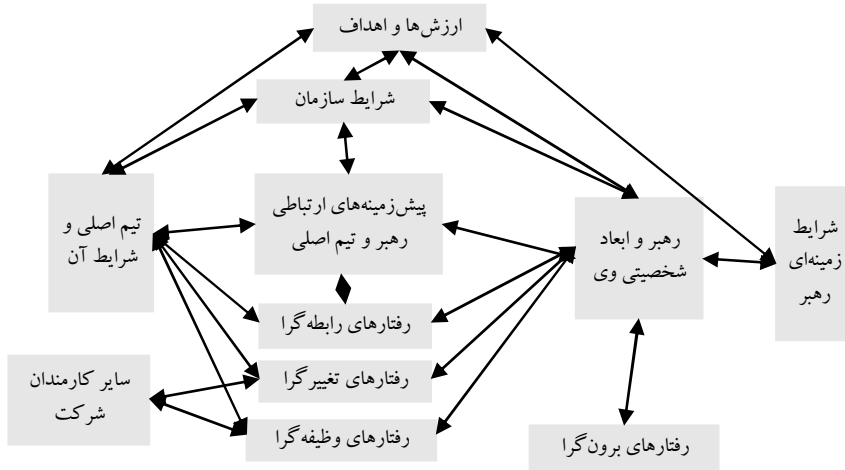 ارزش‌ها و اهداف
شرایط سازمان
پیش‌زمینه‌های ارتباطی
رهبر و تیم اصلی
تیم اصلی و
شرایط آن
رهبر و ابعاد
شخصیتی وی
شرایط
زمینه‌ای
رهبر
رفتارهای رابطه‌گرا
رفتارهای تغییرگرا
سایر کارمندان
شرکت
رفتارهای وظیفه‌گرا
رفتارهای برون‌گرا